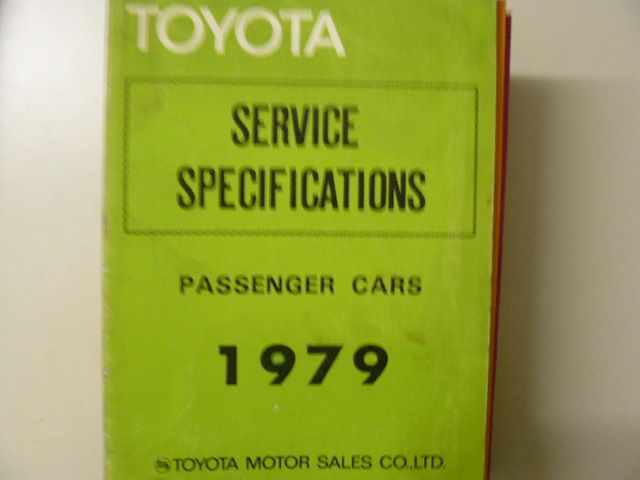 TOYOTA
SERVICE
SPECIFICATIONS
PASSENGER CARS
1979
TOYOTA MOTOR SALES CO.,LTD.